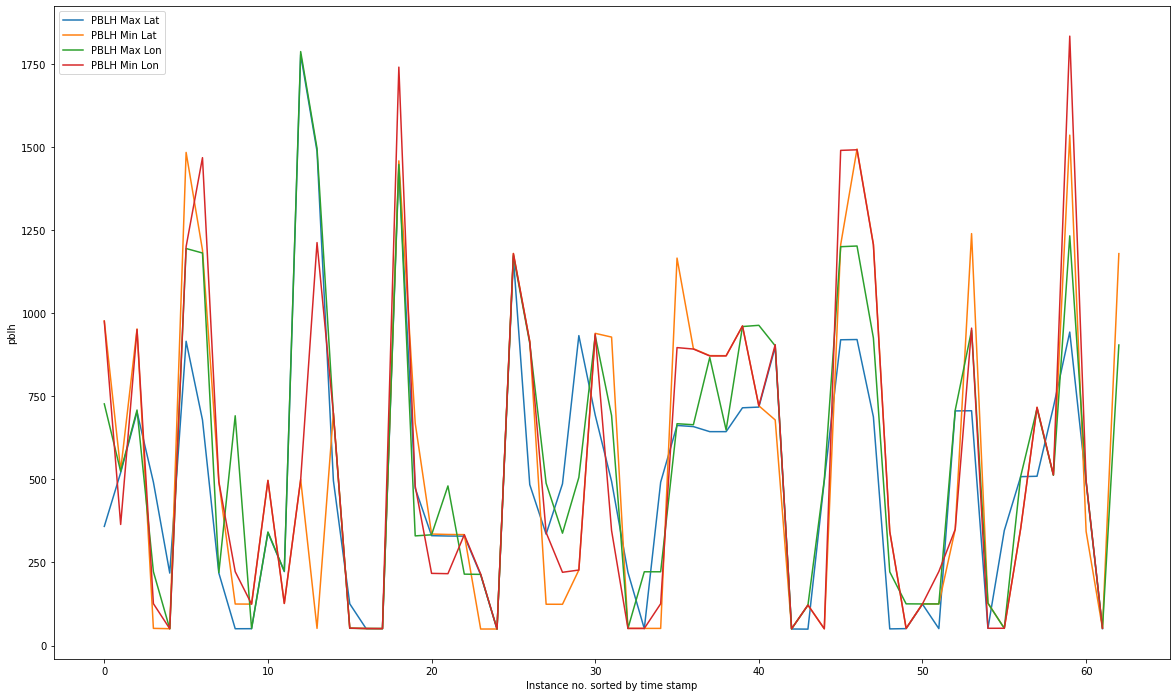 PBLH Max Lat
PBLH Min Lat
PBLH Max Lon
PBLH Min Lon
1750
1500
1250
1000
750
500
250
0
pblh
0 10 20 30 40 50 60
Instance no. sorted by time stamp